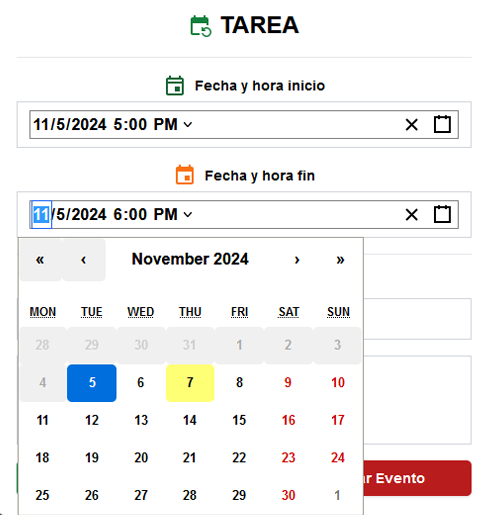 TAREA
Fecha y hora inicio
11/5/2024 5:00 PM
Fecha y hora fin
11/5/2024 6:00 PM
« ‹ November 2024 › »
MON TUE WED THU FRI SAT SUN
28 29 30 31 1 2 3
4 5 6 7 8 9 10
11 12 13 14 15 16 17
18 19 20 21 22 23 24
25 26 27 28 29 30 1
Evento